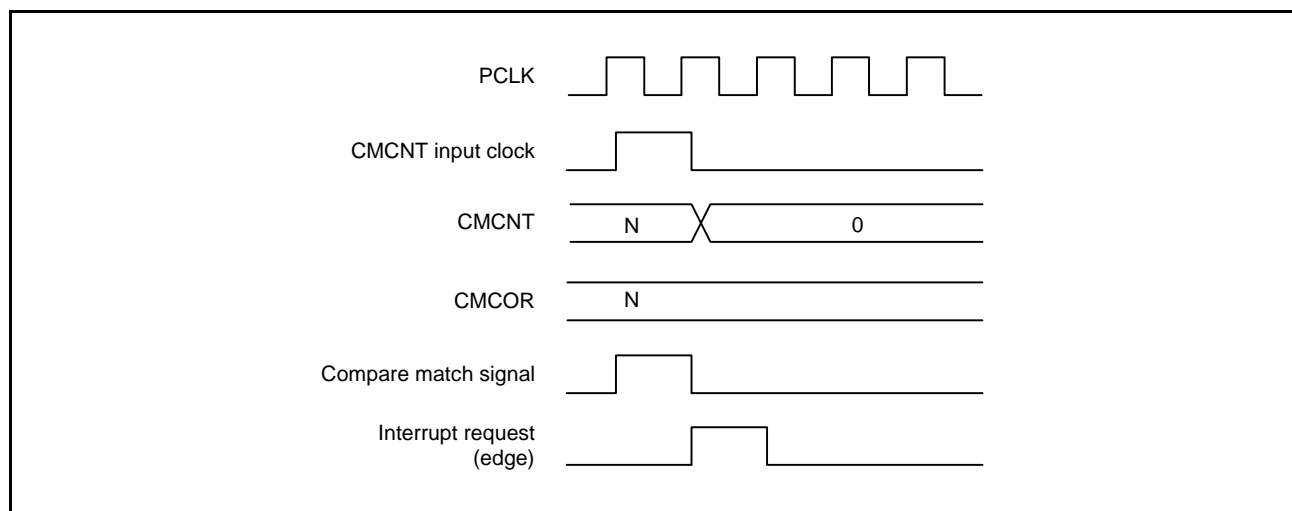 PCLK
CMCNT input clock
CMCNT
N
0
CMCOR
N
Compare match signal
Interrupt request
(edge)